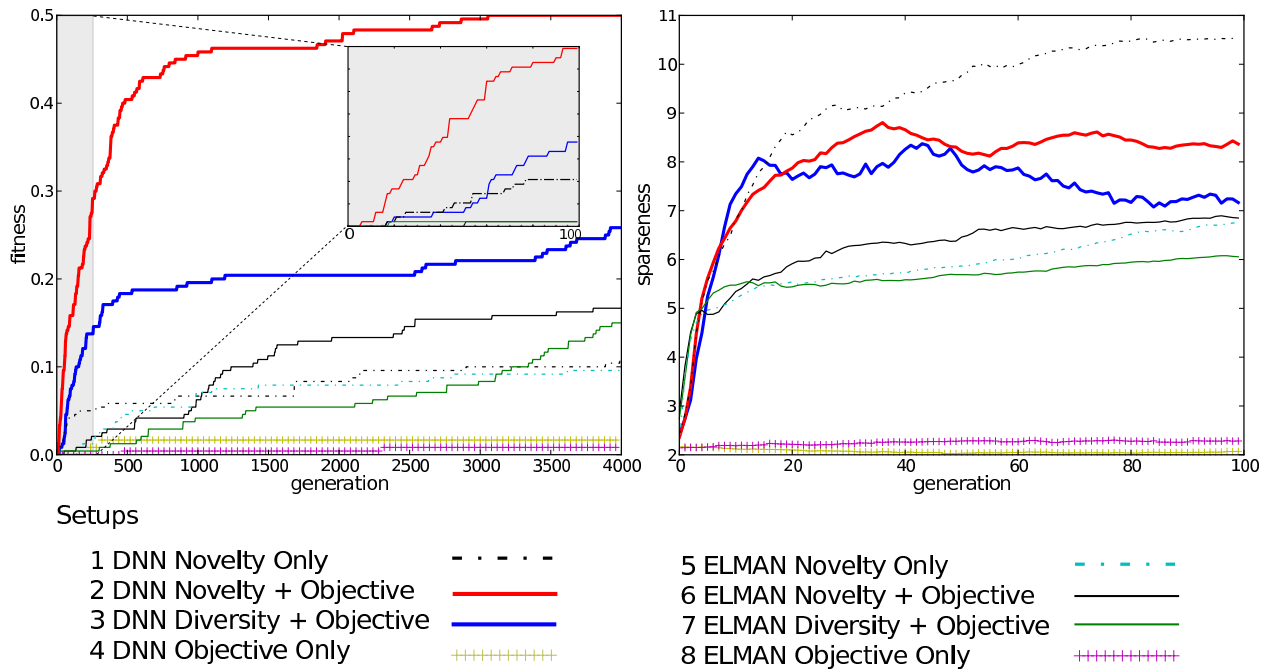 0.5
0.4
0.3
0.2
0.1
0.0
fitness
0 500 1000 1500 2000 2500 3000 3500 4000
generation
0 100
11
10
9
8
7
6
5
4
3
2
sparseness
0 20 40 60 80 100
generation
Setups
1 DNN Novelty Only
2 DNN Novelty + Objective
3 DNN Diversity + Objective
4 DNN Objective Only
5 ELMAN Novelty Only
6 ELMAN Novelty + Objective
7 ELMAN Diversity + Objective
8 ELMAN Objective Only